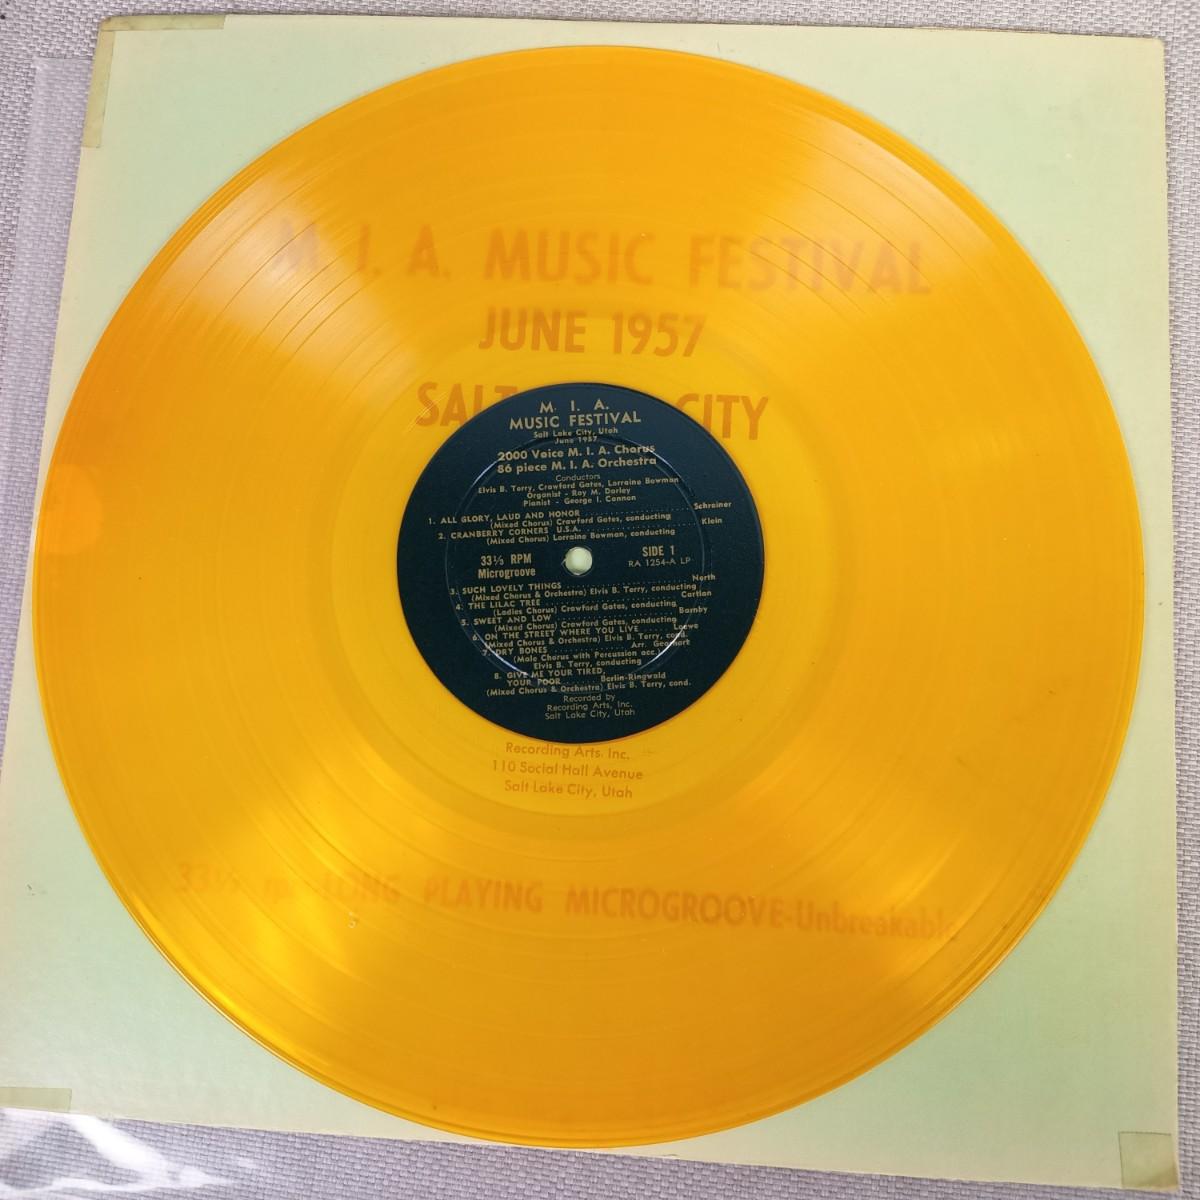 M. I. A. MUSIC FESTIVAL
JUNE 1957
SALT CITY
M. I. A.
MUSIC FESTIVAL
Salt Lake City, Utah
June 1957
2000 Voice M. I. A. Chorus
86 piece M. I. A. Orchestra
Conductors
Elvis B. Terry, Crawford Gates, Lorraine Bowman
Organist - Roy M. Darley
Pianist - George I. Cannon
1. ALL GLORY, LAUD AND HONOR .......... Schreiner
(Mixed Chorus) Crawford Gates, conducting
2. CRANBERRY CORNERS U.S.A. .......... Klein
(Mixed Chorus) Lorraine Bowman, conducting
33⅓ RPM
Microgroove
SIDE 1
RA 1254-A LP
3. SUCH LOVELY THINGS .......... North
(Mixed Chorus & Orchestra) Elvis B. Terry, conducting
4. THE LILAC TREE .......... Gartlan
(Ladies Chorus) Crawford Gates, conducting
5. SWEET AND LOW .......... Barnby
(Mixed Chorus) Crawford Gates, conducting
6. ON THE STREET WHERE YOU LIVE ..... Loewe
(Mixed Chorus & Orchestra) Elvis B. Terry, cond.
7. DRY BONES .......... Arr. Gearhart
(Male Chorus with Percussion acc.)
Elvis B. Terry, conducting
8. GIVE ME YOUR TIRED,
YOUR POOR ........ Berlin-Ringwald
(Mixed Chorus & Orchestra) Elvis B. Terry, cond.
Recorded by
Recording Arts, Inc.
Salt Lake City, Utah
Recording Arts, Inc.
110 Social Hall Avenue
Salt Lake City, Utah
33⅓ rpm LONG PLAYING MICROGROOVE-Unbreakable